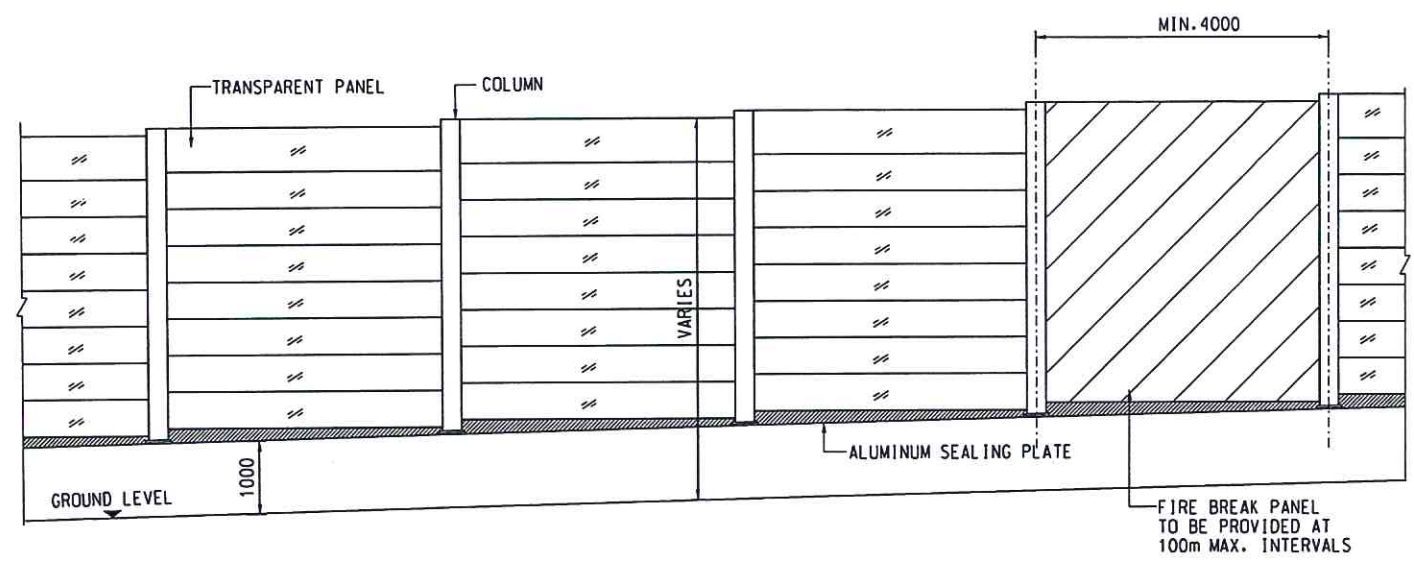 MIN.4000
TRANSPARENT PANEL
COLUMN
VARIES
ALUMINUM SEALING PLATE
1000
GROUND LEVEL
FIRE BREAK PANEL
TO BE PROVIDED AT
100m MAX. INTERVALS